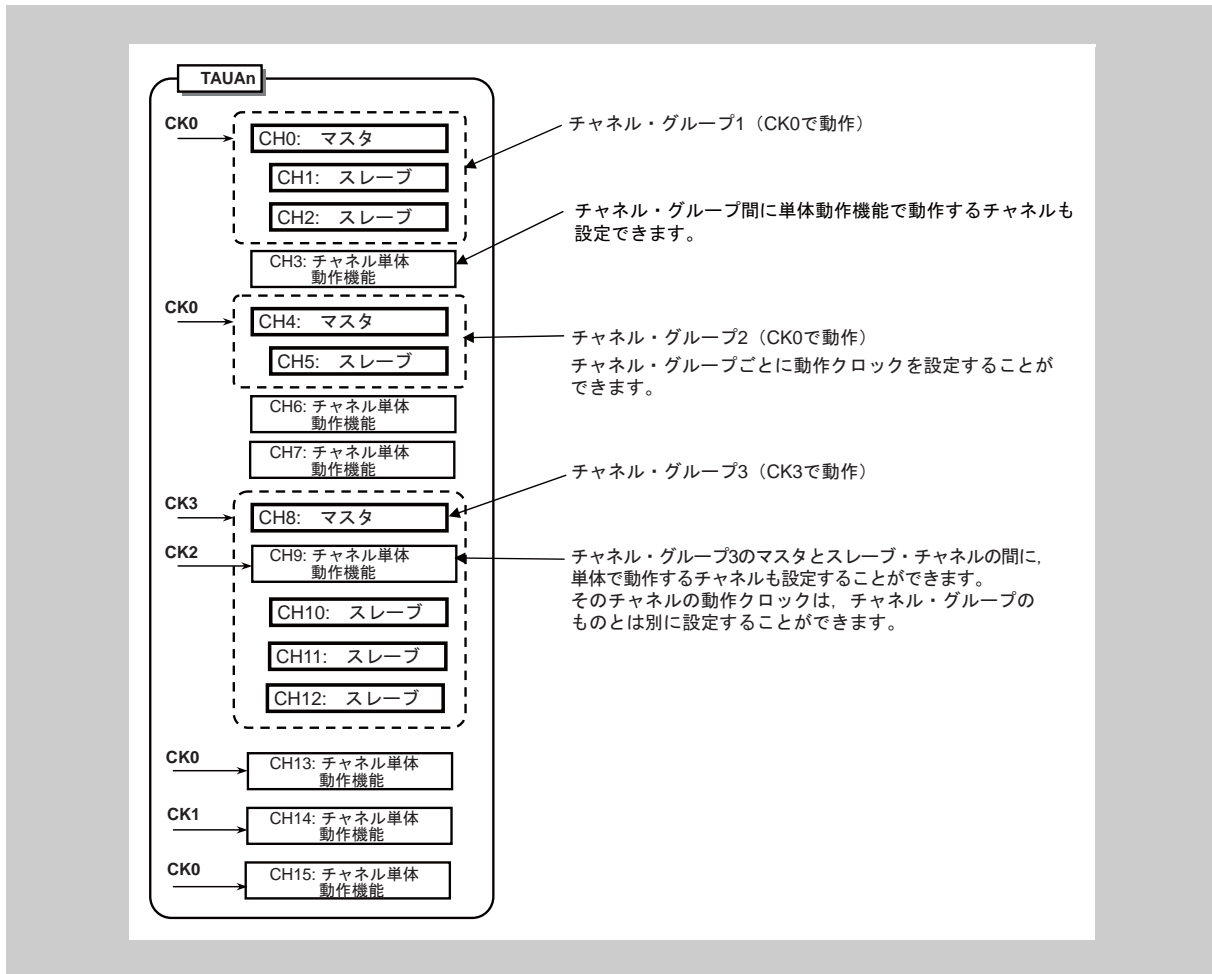 TAUAn
CK0
CH0: マスタ
CH1: スレーブ
CH2: スレーブ
チャネル・グループ1（CK0で動作）
CH3: チャネル単体
動作機能
チャネル・グループ間に単体動作機能で動作するチャネルも
設定できます。
CK0
CH4: マスタ
CH5: スレーブ
チャネル・グループ2（CK0で動作）
チャネル・グループごとに動作クロックを設定することが
できます。
CH6: チャネル単体
動作機能
CH7: チャネル単体
動作機能
CK3
CH8: マスタ
チャネル・グループ3（CK3で動作）
CK2
CH9: チャネル単体
動作機能
チャネル・グループ3のマスタとスレーブ・チャネルの間に,
単体で動作するチャネルも設定することができます。
そのチャネルの動作クロックは, チャネル・グループの
ものとは別に設定することができます。
CH10: スレーブ
CH11: スレーブ
CH12: スレーブ
CK0
CH13: チャネル単体
動作機能
CK1
CH14: チャネル単体
動作機能
CK0
CH15: チャネル単体
動作機能